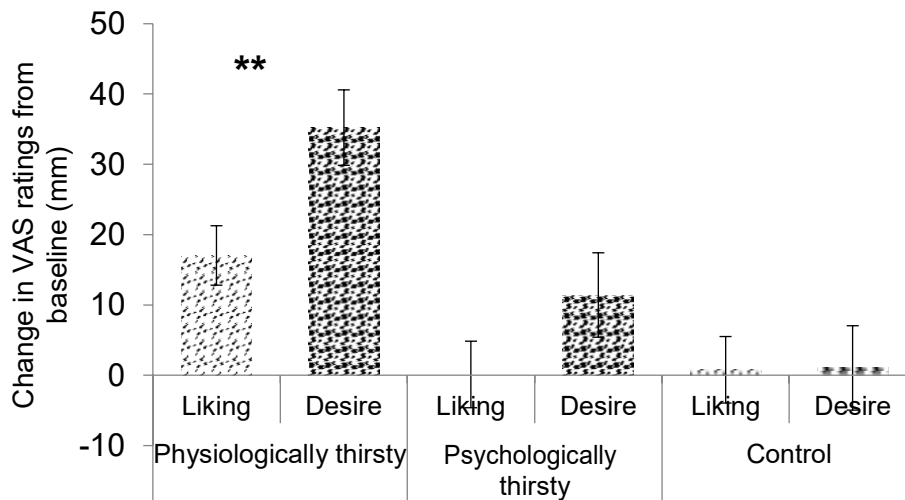 Change in VAS ratings from
baseline (mm)
50
40
30
20
10
0
-10
**
Liking Desire Liking Desire Liking Desire
Physiologically thirsty Psychologically Control
thirsty